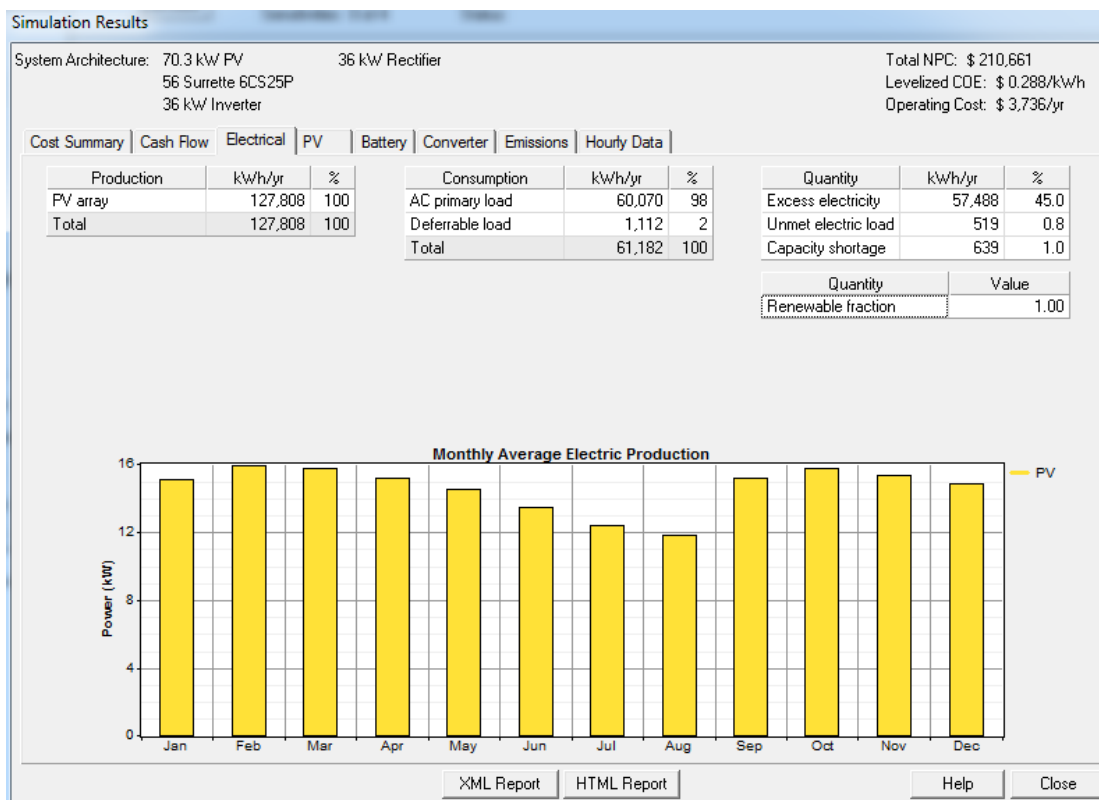 Simulation Results
System Architecture: 70.3 kW PV 36 kW Rectifier
56 Surrette 6CS25P
36 kW Inverter
Total NPC: $ 210,661
Levelized COE: $ 0.288/kWh
Operating Cost: $ 3,736/yr
Cost Summary Cash Flow Electrical PV Battery Converter Emissions Hourly Data
Production kWh/yr %
PV array 127,808 100
Total 127,808 100
Consumption kWh/yr %
AC primary load 60,070 98
Deferrable load 1,112 2
Total 61,182 100
Quantity kWh/yr %
Excess electricity 57,488 45.0
Unmet electric load 519 0.8
Capacity shortage 639 1.0
Quantity Value
Renewable fraction 1.00
Monthly Average Electric Production
PV
Power (kW)
16
12
8
4
0
Jan Feb Mar Apr May Jun Jul Aug Sep Oct Nov Dec
XML Report HTML Report Help Close